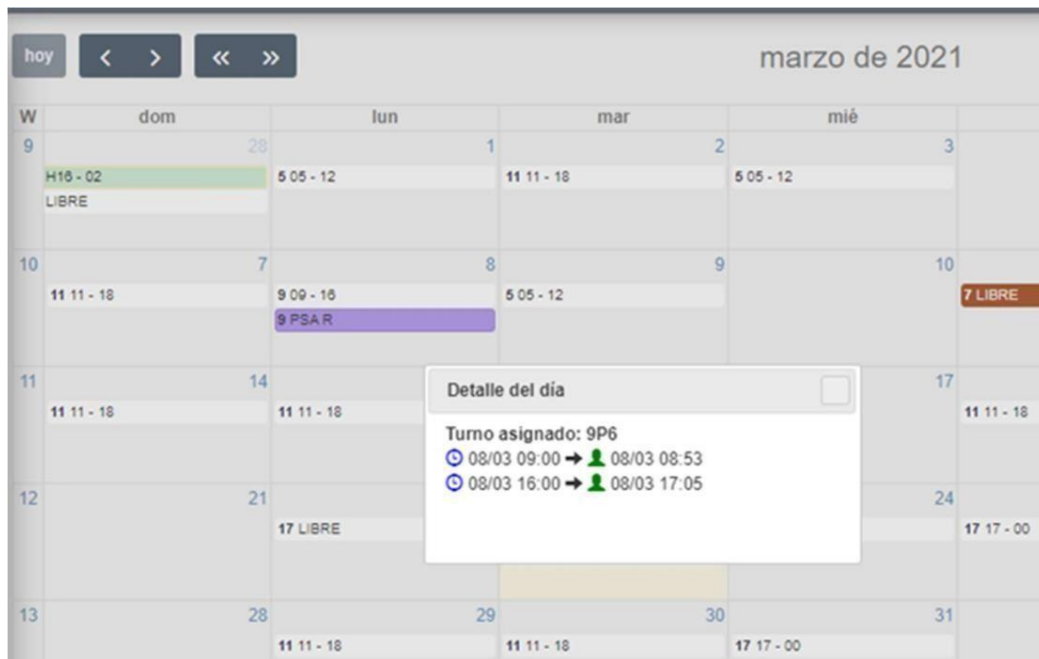 hoy < > « » marzo de 2021
W dom lun mar mié
9 28 1 2 3
H16 - 02 5 05 - 12 11 11 - 18 5 05 - 12
LIBRE
10 7 8 9 10
11 11 - 18 9 09 - 16 5 05 - 12 7 LIBRE
9 PSA R
11 14 17
11 11 - 18 11 11 - 18 11 11 - 18
Detalle del día
Turno asignado: 9P6
08/03 09:00 ➔ 08/03 08:53
08/03 16:00 ➔ 08/03 17:05
12 21 24
17 LIBRE 17 17 - 00
13 28 29 30 31
11 11 - 18 11 11 - 18 17 17 - 00